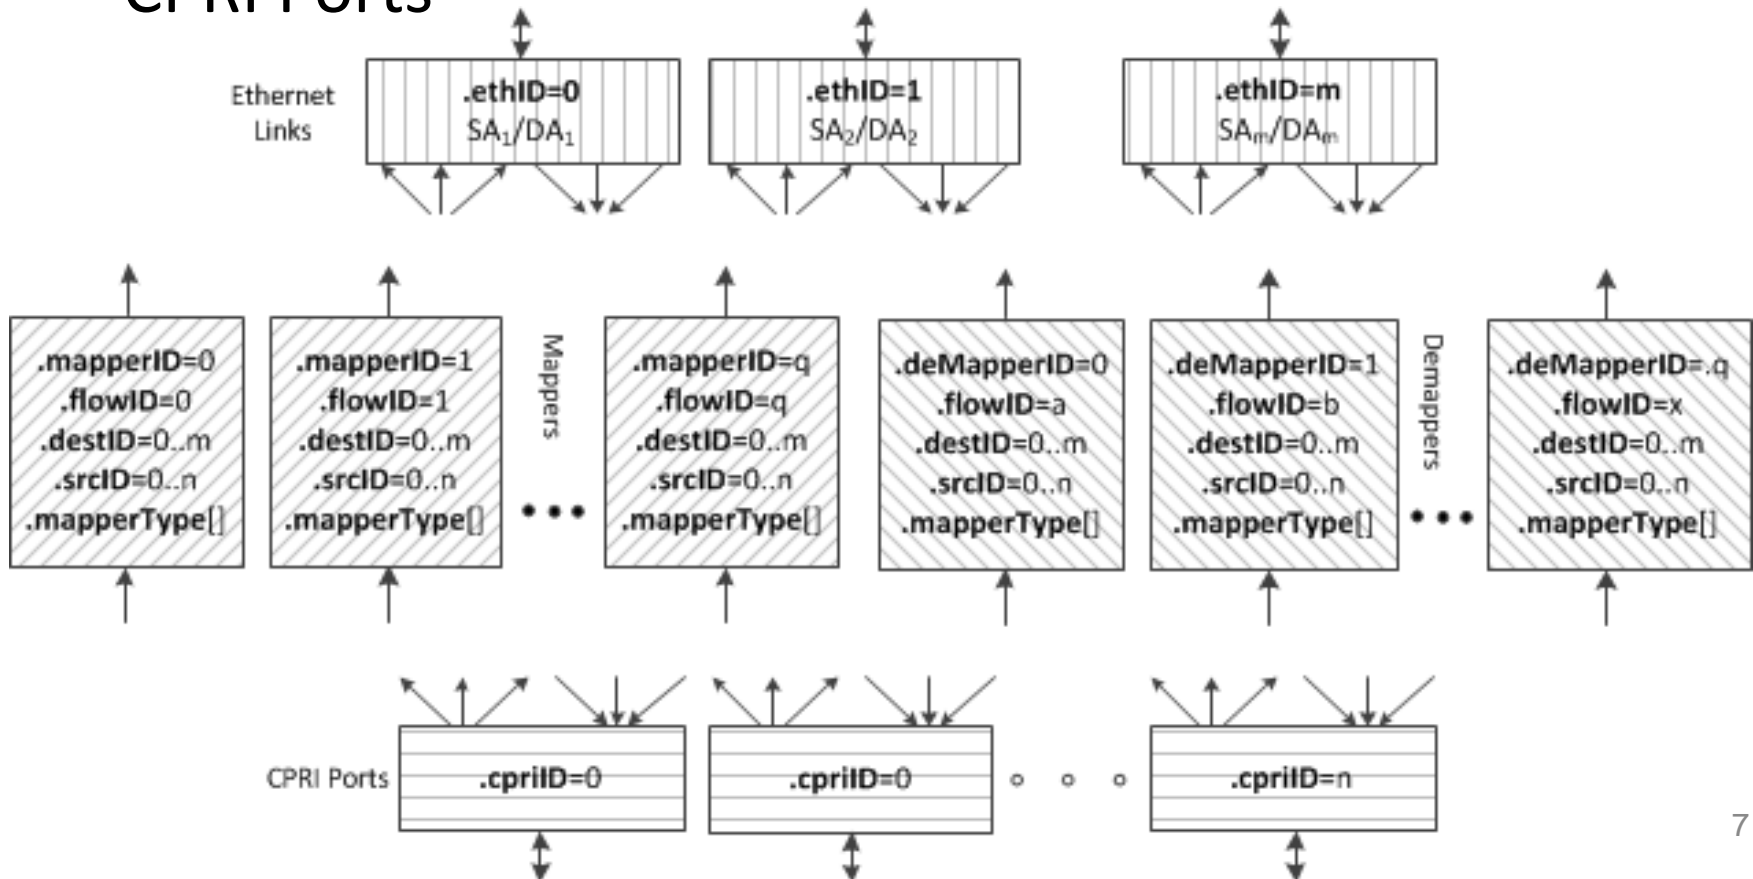 CPRI Ports
Ethernet
Links
.ethID=0
SA₁/DA₁
.ethID=1
SA₂/DA₂
.ethID=m
SAₘ/DAₘ
.mapperID=0
.flowID=0
.destID=0..m
.srcID=0..n
.mapperType[]
.mapperID=1
.flowID=1
.destID=0..m
.srcID=0..n
.mapperType[]
Mappers
.mapperID=q
.flowID=q
.destID=0..m
.srcID=0..n
.mapperType[]
.deMapperID=0
.flowID=a
.destID=0..m
.srcID=0..n
.mapperType[]
.deMapperID=1
.flowID=b
.destID=0..m
.srcID=0..n
.mapperType[]
Demappers
.deMapperID=.q
.flowID=x
.destID=0..m
.srcID=0..n
.mapperType[]
CPRI Ports
.cpriID=0
.cpriID=0
.cpriID=n
7